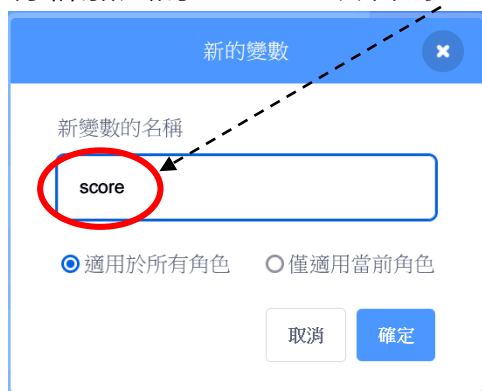 新的變數
新變數的名稱
score
適用於所有角色 僅適用當前角色
取消 確定